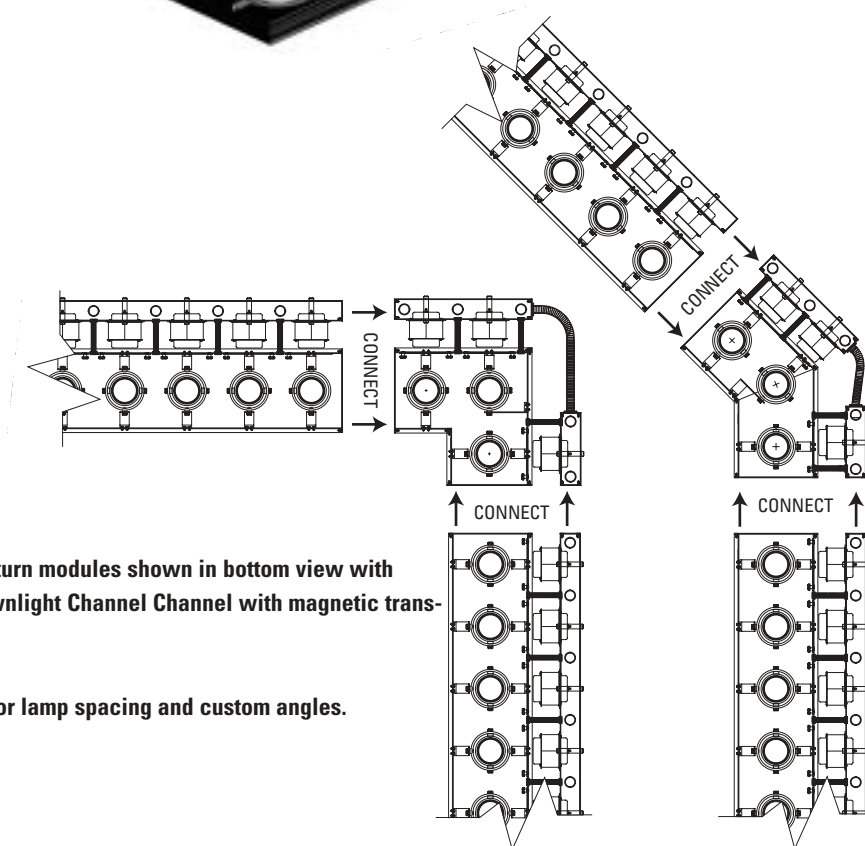 CONNECT
CONNECT
CONNECT
CONNECT
turn modules shown in bottom view with
wnlight Channel Channel with magnetic trans-
or lamp spacing and custom angles.